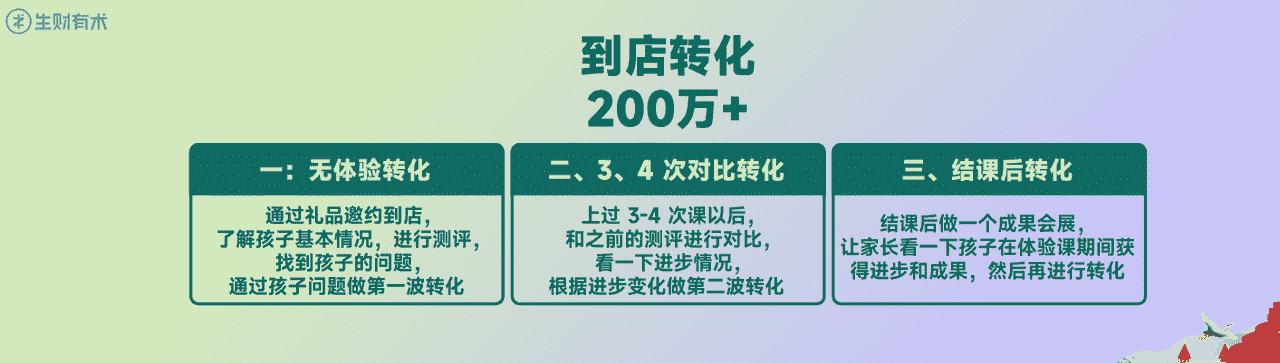 生财有术
到店转化
200万+
一：无体验转化
通过礼品邀约到店，
了解孩子基本情况，进行测评，
找到孩子的问题，
通过孩子问题做第一波转化
二、3、4 次对比转化
上过 3-4 次课以后，
和之前的测评进行对比，
看一下进步情况，
根据进步变化做第二波转化
三、结课后转化
结课后做一个成果会展，
让家长看一下孩子在体验课期间获
得进步和成果，然后再进行转化